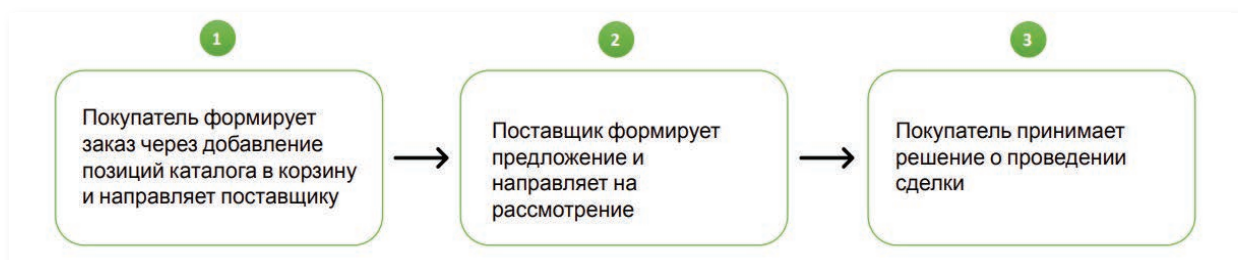 1
Покупатель формирует
заказ через добавление
позиций каталога в корзину
и направляет поставщику
2
Поставщик формирует
предложение и
направляет на
рассмотрение
3
Покупатель принимает
решение о проведении
сделки